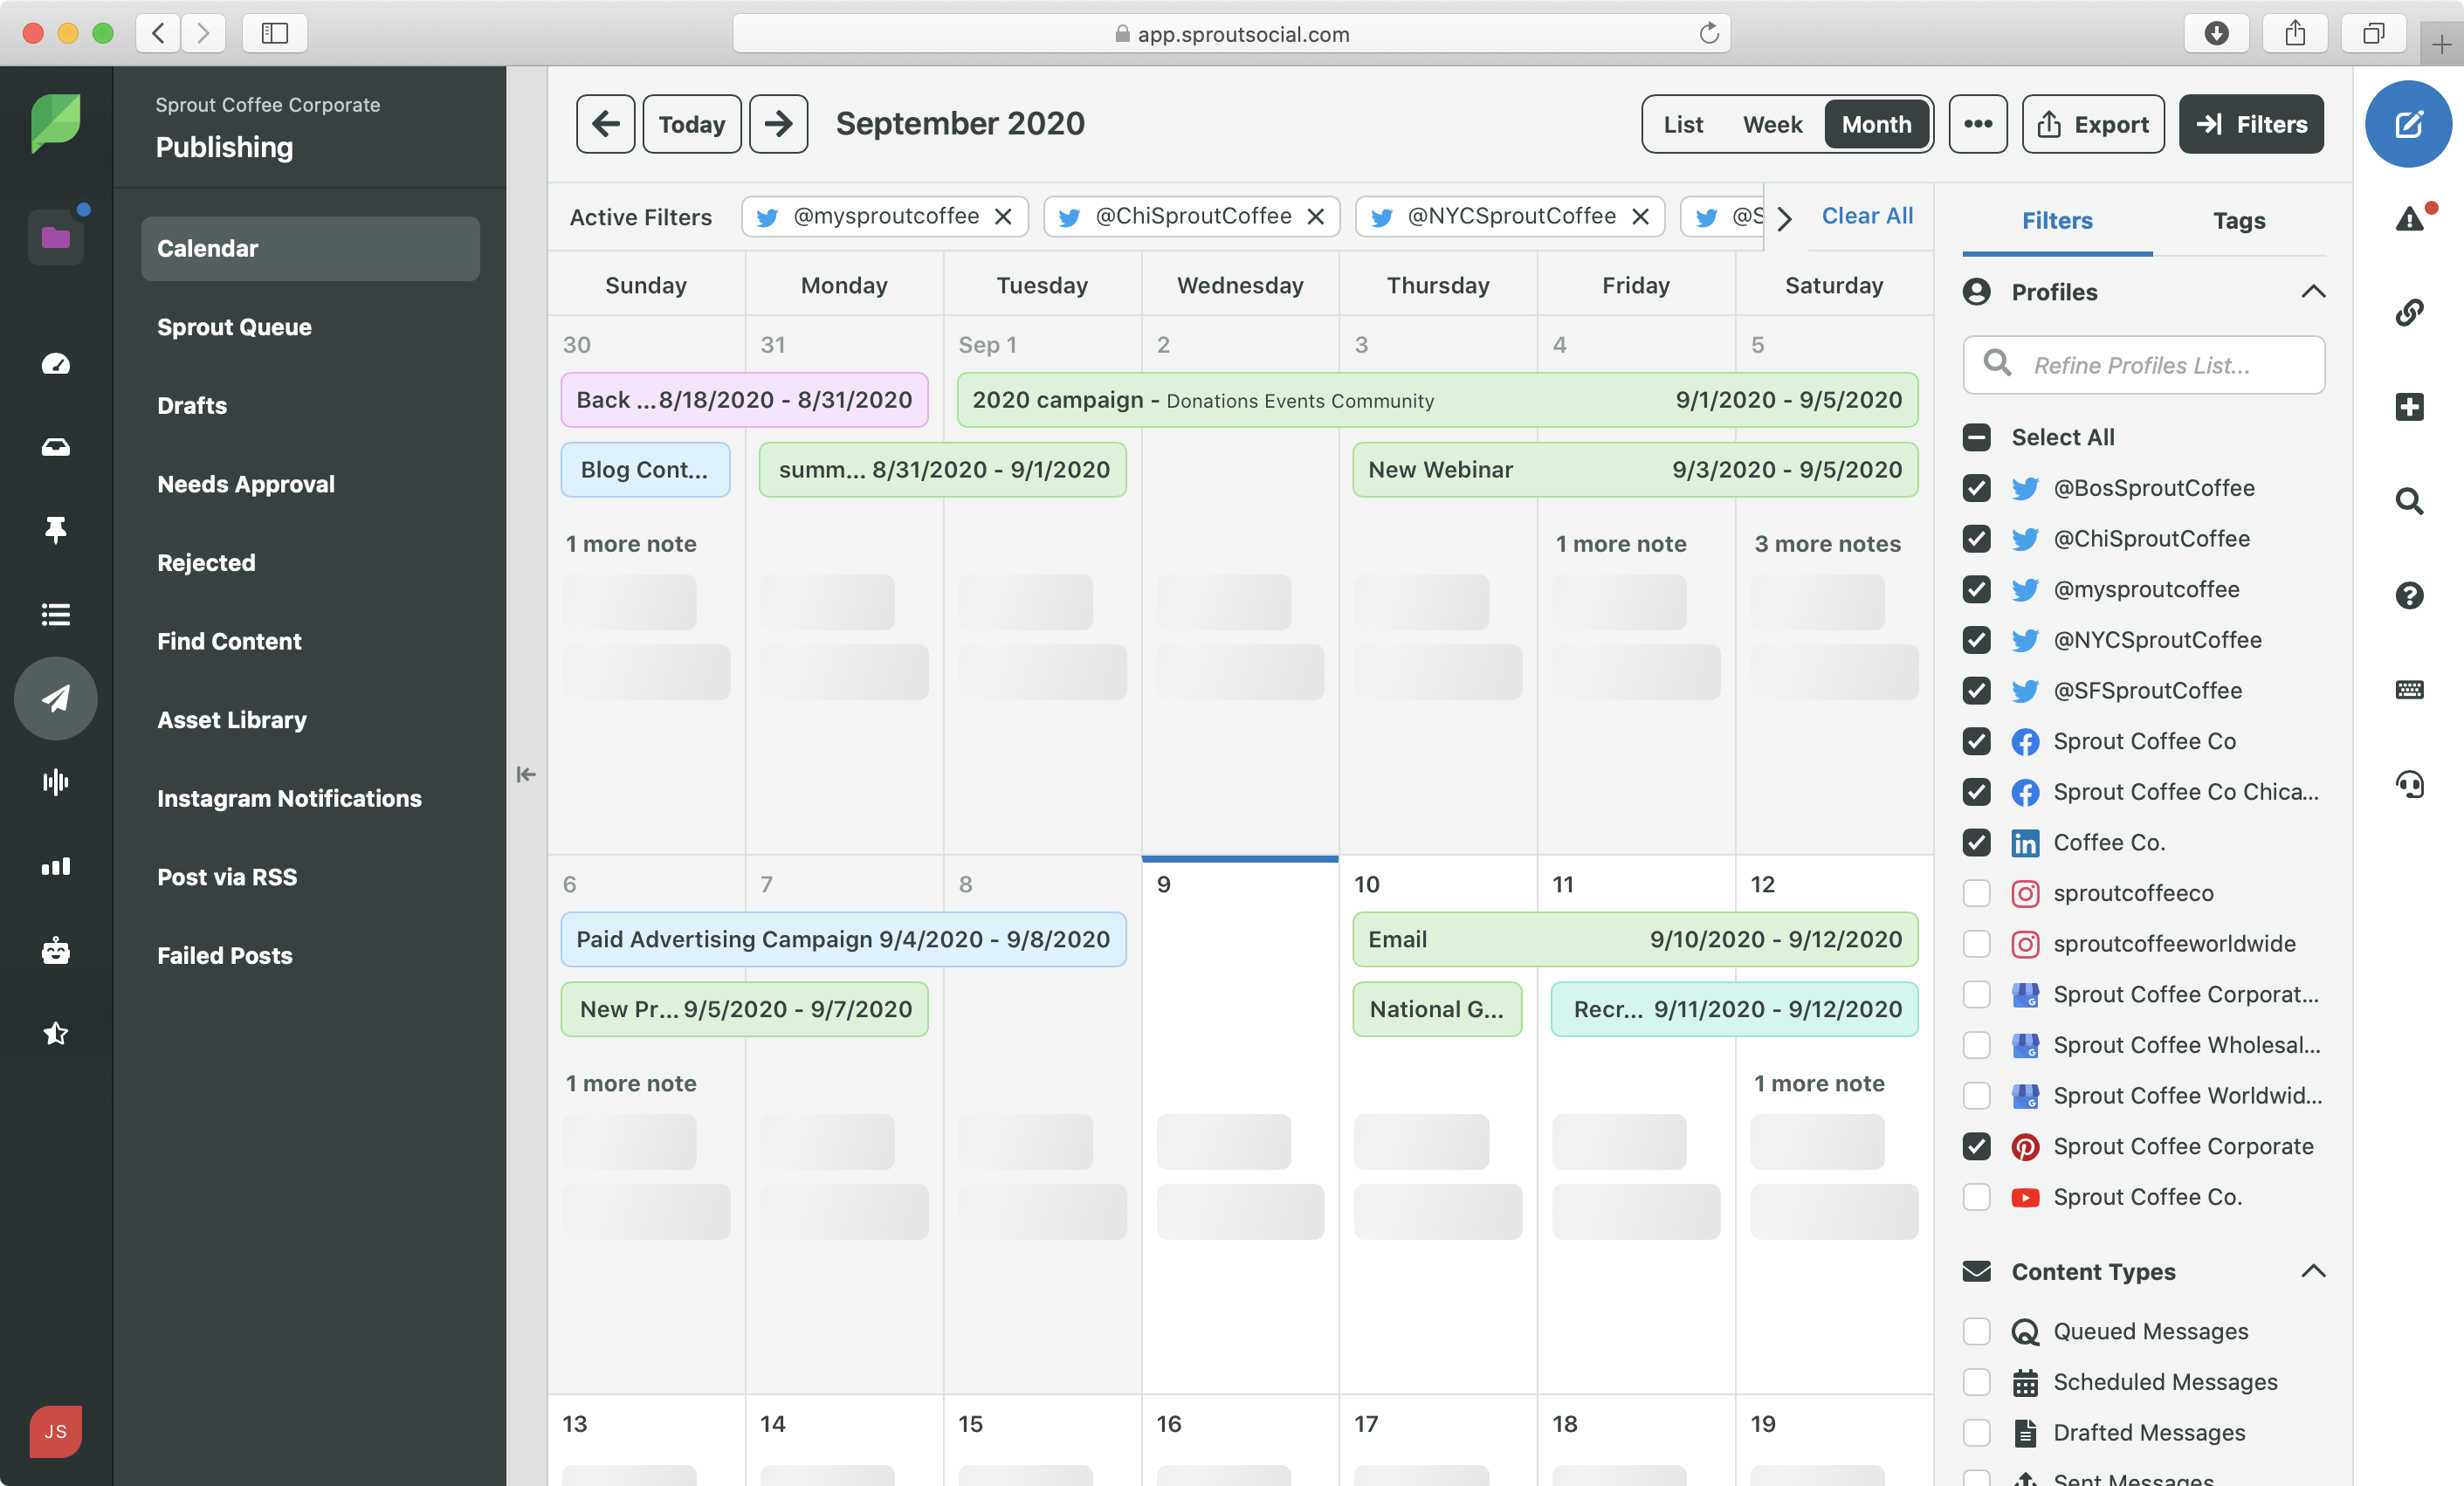 app.sproutsocial.com
Sprout Coffee Corporate
Publishing
Calendar
Sprout Queue
Drafts
Needs Approval
Rejected
Find Content
Asset Library
Instagram Notifications
Post via RSS
Failed Posts
JS
Today
September 2020
List Week Month
Export
Filters
Active Filters @mysproutcoffee @ChiSproutCoffee @NYCSproutCoffee @S Clear All
Sunday Monday Tuesday Wednesday Thursday Friday Saturday
30 31 Sep 1 2 3 4 5
Back ...8/18/2020 - 8/31/2020 2020 campaign - Donations Events Community 9/1/2020 - 9/5/2020
Blog Cont... summ... 8/31/2020 - 9/1/2020 New Webinar 9/3/2020 - 9/5/2020
1 more note 1 more note 3 more notes
6 7 8 9 10 11 12
Paid Advertising Campaign 9/4/2020 - 9/8/2020 Email 9/10/2020 - 9/12/2020
New Pr... 9/5/2020 - 9/7/2020 National G... Recr... 9/11/2020 - 9/12/2020
1 more note 1 more note
13 14 15 16 17 18 19
Filters Tags
Profiles
Refine Profiles List...
Select All
@BosSproutCoffee
@ChiSproutCoffee
@mysproutcoffee
@NYCSproutCoffee
@SFSproutCoffee
Sprout Coffee Co
Sprout Coffee Co Chica...
in Coffee Co.
sproutcoffeeco
sproutcoffeeworldwide
Sprout Coffee Corporat...
Sprout Coffee Wholesal...
Sprout Coffee Worldwid...
Sprout Coffee Corporate
Sprout Coffee Co.
Content Types
Queued Messages
Scheduled Messages
Drafted Messages
Sent Messages